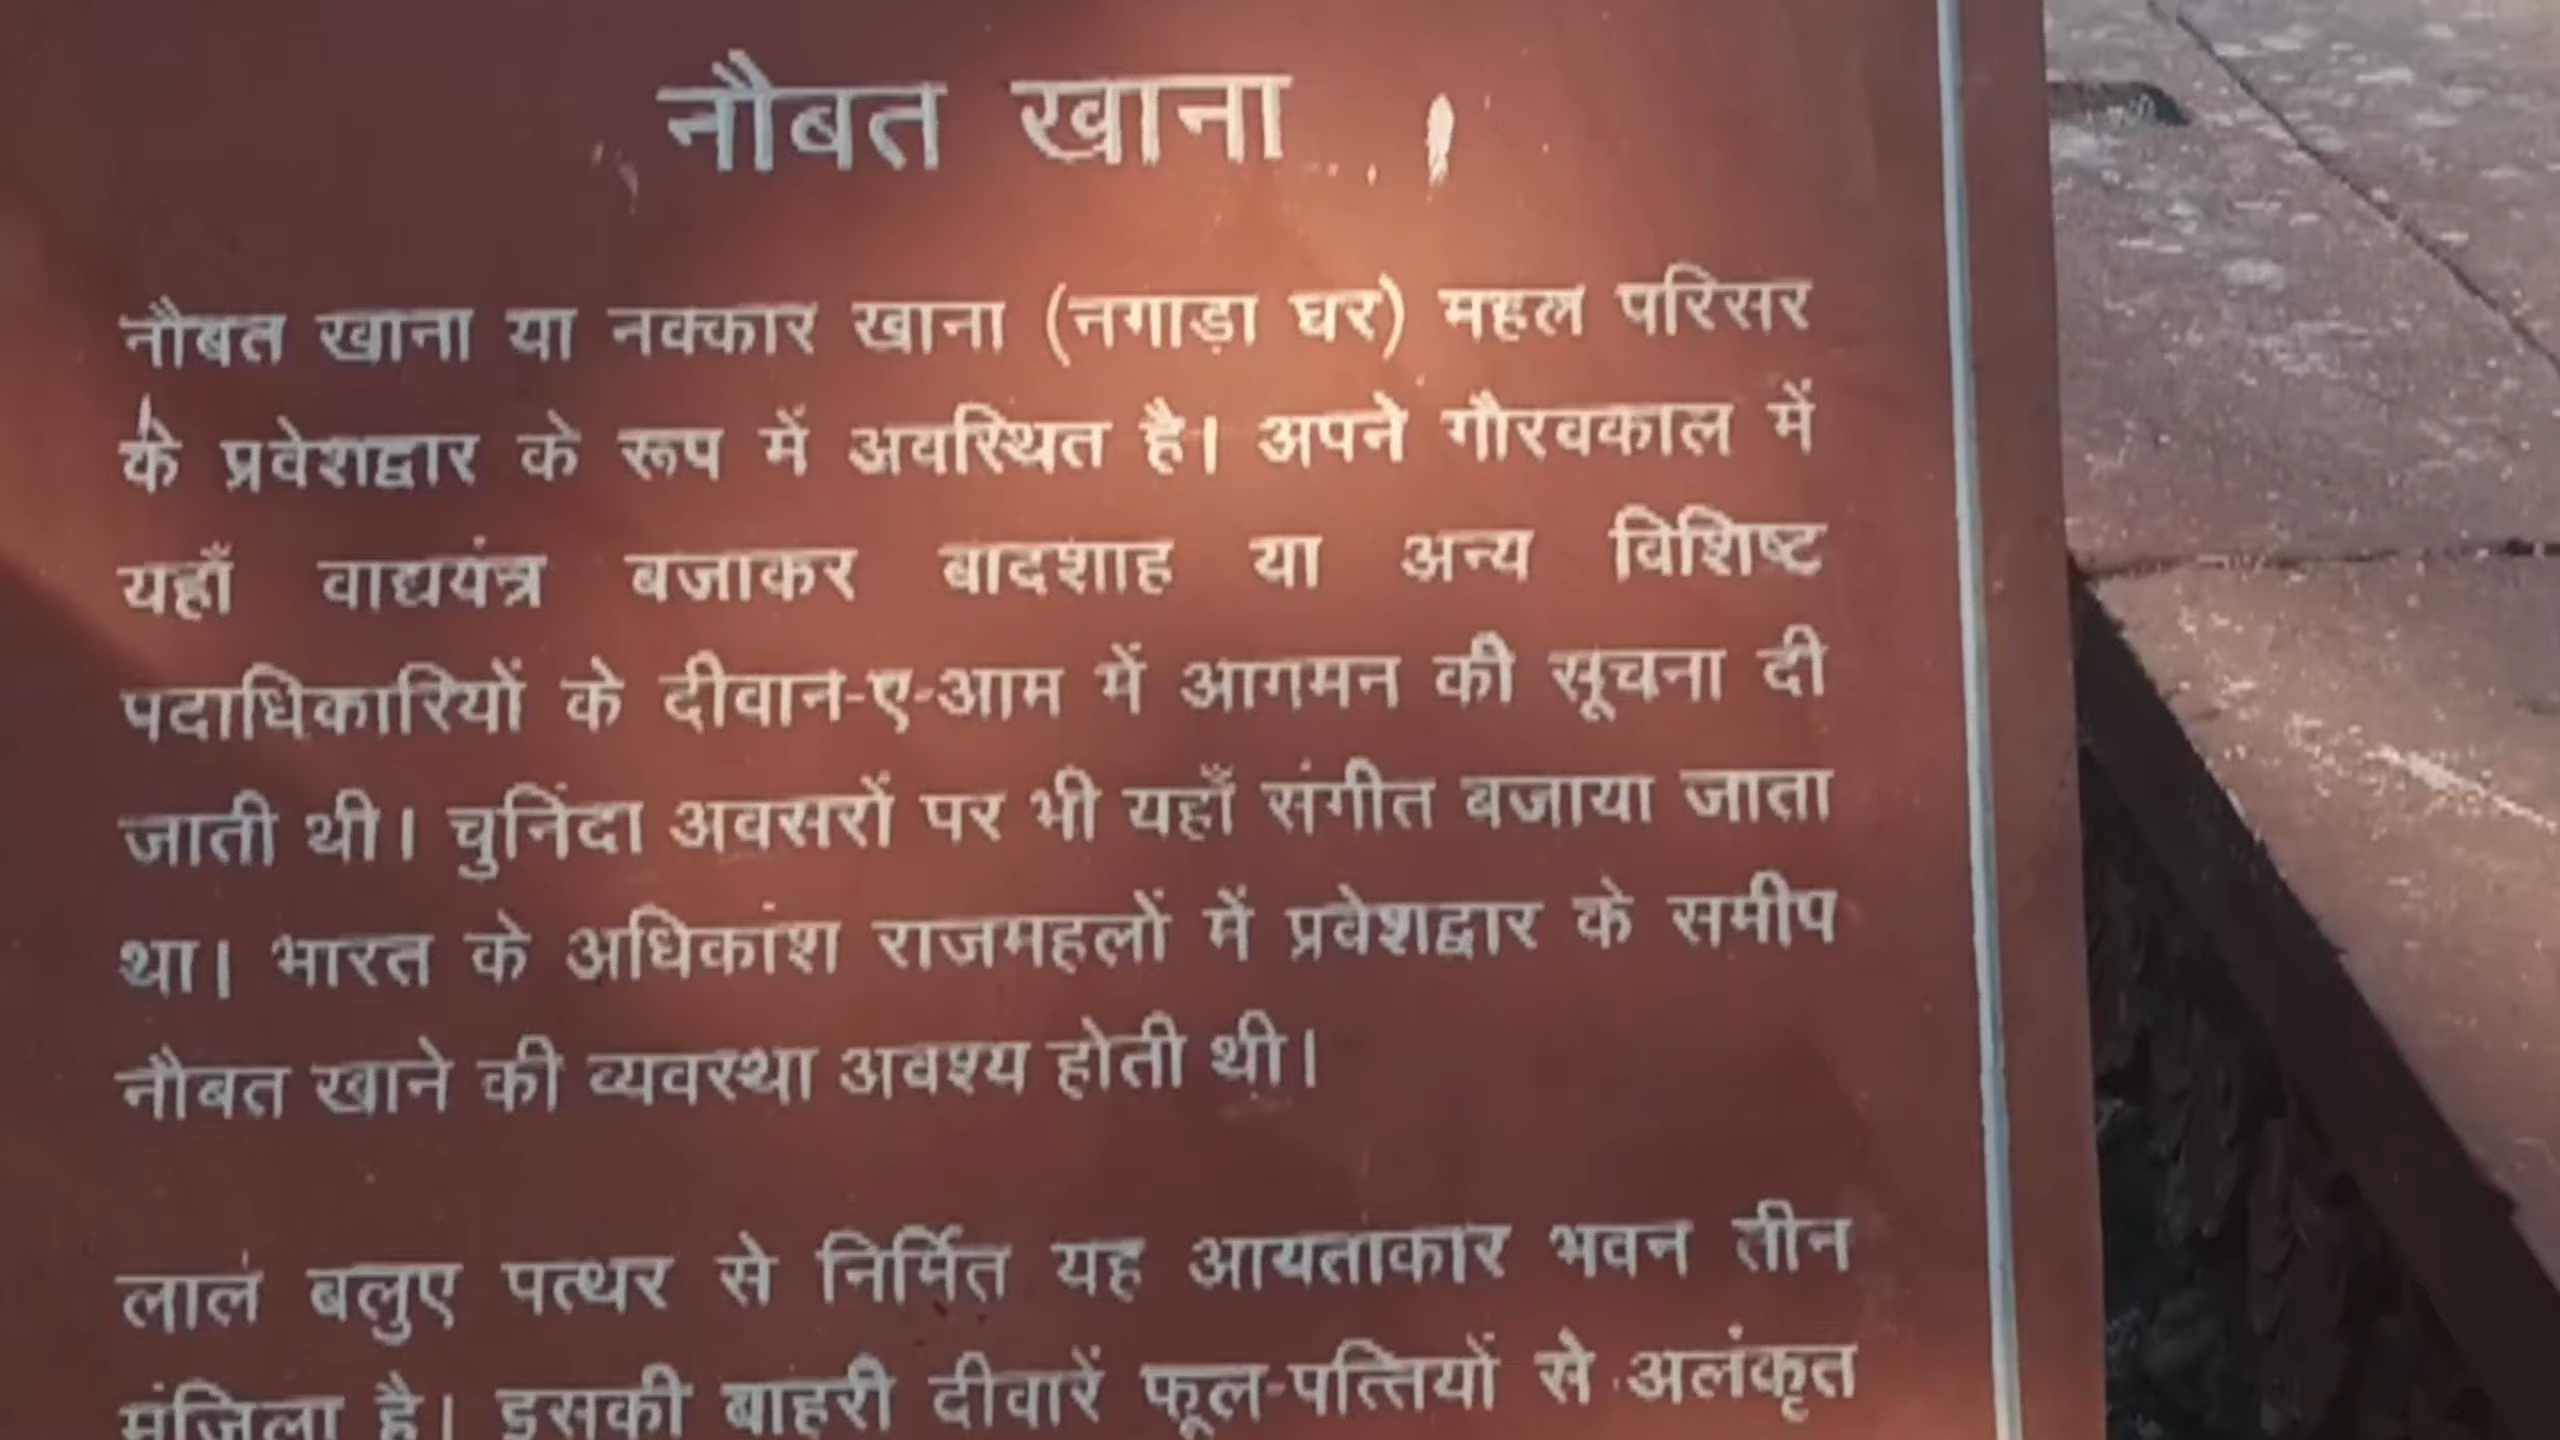 नौबत खाना
नौबत खाना या नक्कार खाना (नगाड़ा घर) महल परिसर
के प्रवेशद्वार के रूप में अवस्थित है। अपने गौरवकाल में
यहाँ वाद्ययंत्र बजाकर बादशाह या अन्य विशिष्ट
पदाधिकारियों के दीवान-ए-आम में आगमन की सूचना दी
जाती थी। चुनिंदा अवसरों पर भी यहाँ संगीत बजाया जाता
था। भारत के अधिकांश राजमहलों में प्रवेशद्वार के समीप
नौबत खाने की व्यवस्था अवश्य होती थी।
लाल बलुए पत्थर से निर्मित यह आयताकार भवन तीन
मंजिला है। इसकी बाहरी दीवारें फूल-पत्तियों से अलंकृत